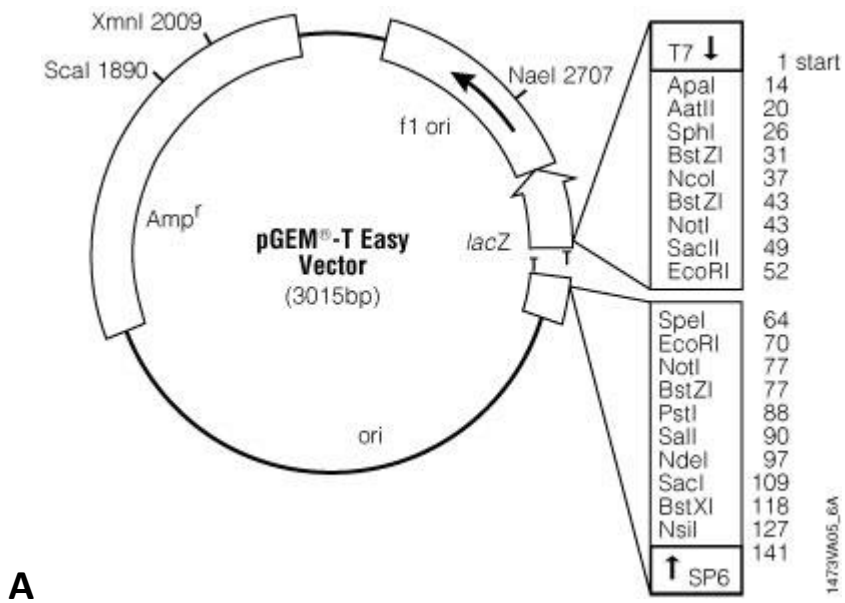 XmnI 2009
ScaI 1890
NaeI 2707
f1 ori
Ampr
pGEM®-T Easy
Vector
(3015bp)
lacZ
T T
ori
T7 ↓
1 start
ApaI 14
AatII 20
SphI 26
BstZI 31
NcoI 37
BstZI 43
NotI 43
SacII 49
EcoRI 52
SpeI 64
EcoRI 70
NotI 77
BstZI 77
PstI 88
SalI 90
NdeI 97
SacI 109
BstXI 118
NsiI 127
141
↑ SP6
1473VA05_6A
A